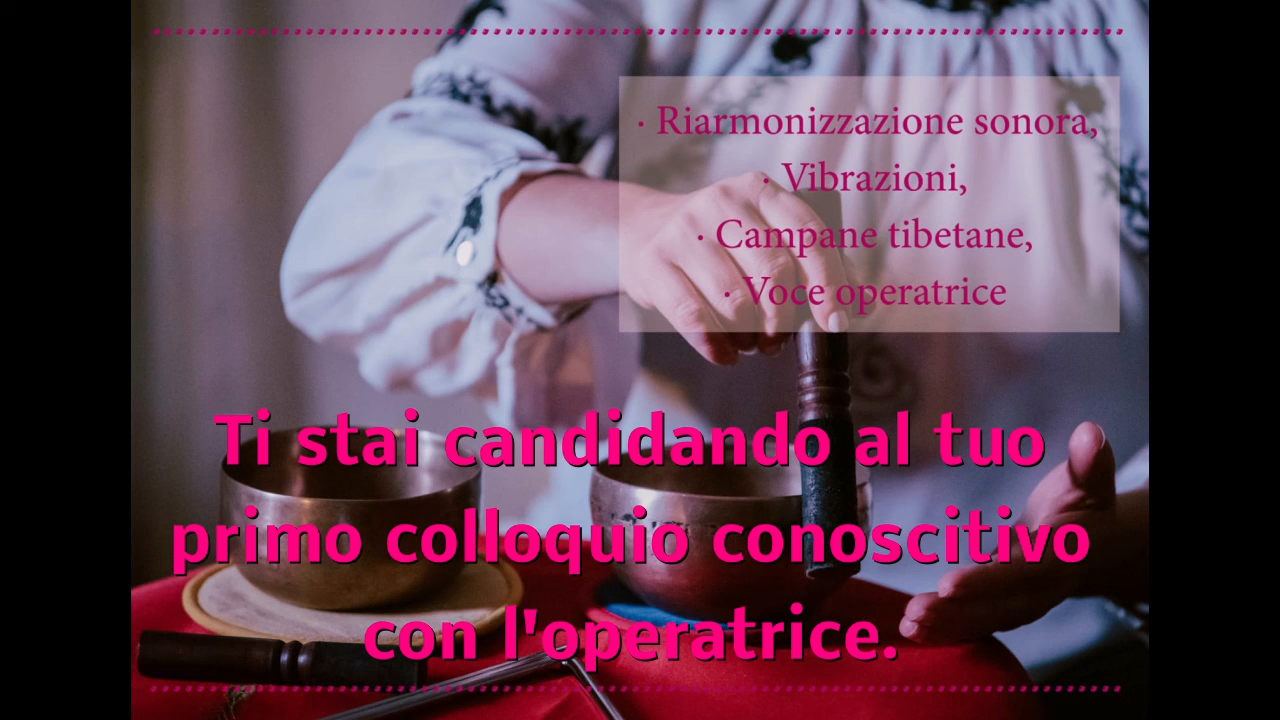 · Riarmonizzazione sonora,
· Vibrazioni,
· Campane tibetane,
· Voce operatrice
Ti stai candidando al tuo
primo colloquio conoscitivo
con l'operatrice.